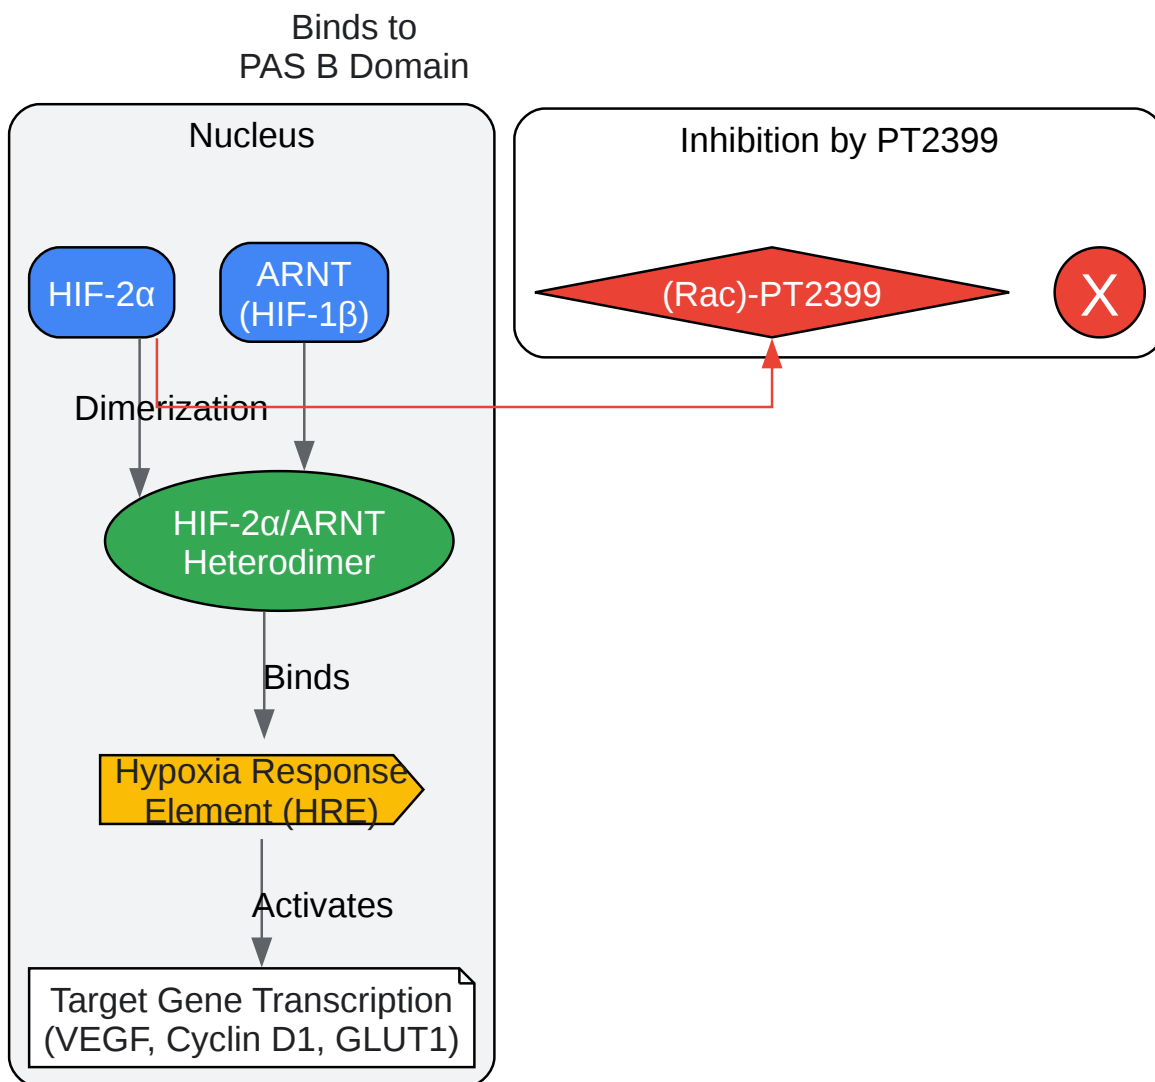 Binds to
PAS B Domain
Nucleus
Inhibition by PT2399
HIF-2α
ARNT
(HIF-1β)
(Rac)-PT2399
X
Dimerization
HIF-2α/ARNT
Heterodimer
Binds
Hypoxia Response
Element (HRE)
Activates
Target Gene Transcription
(VEGF, Cyclin D1, GLUT1)